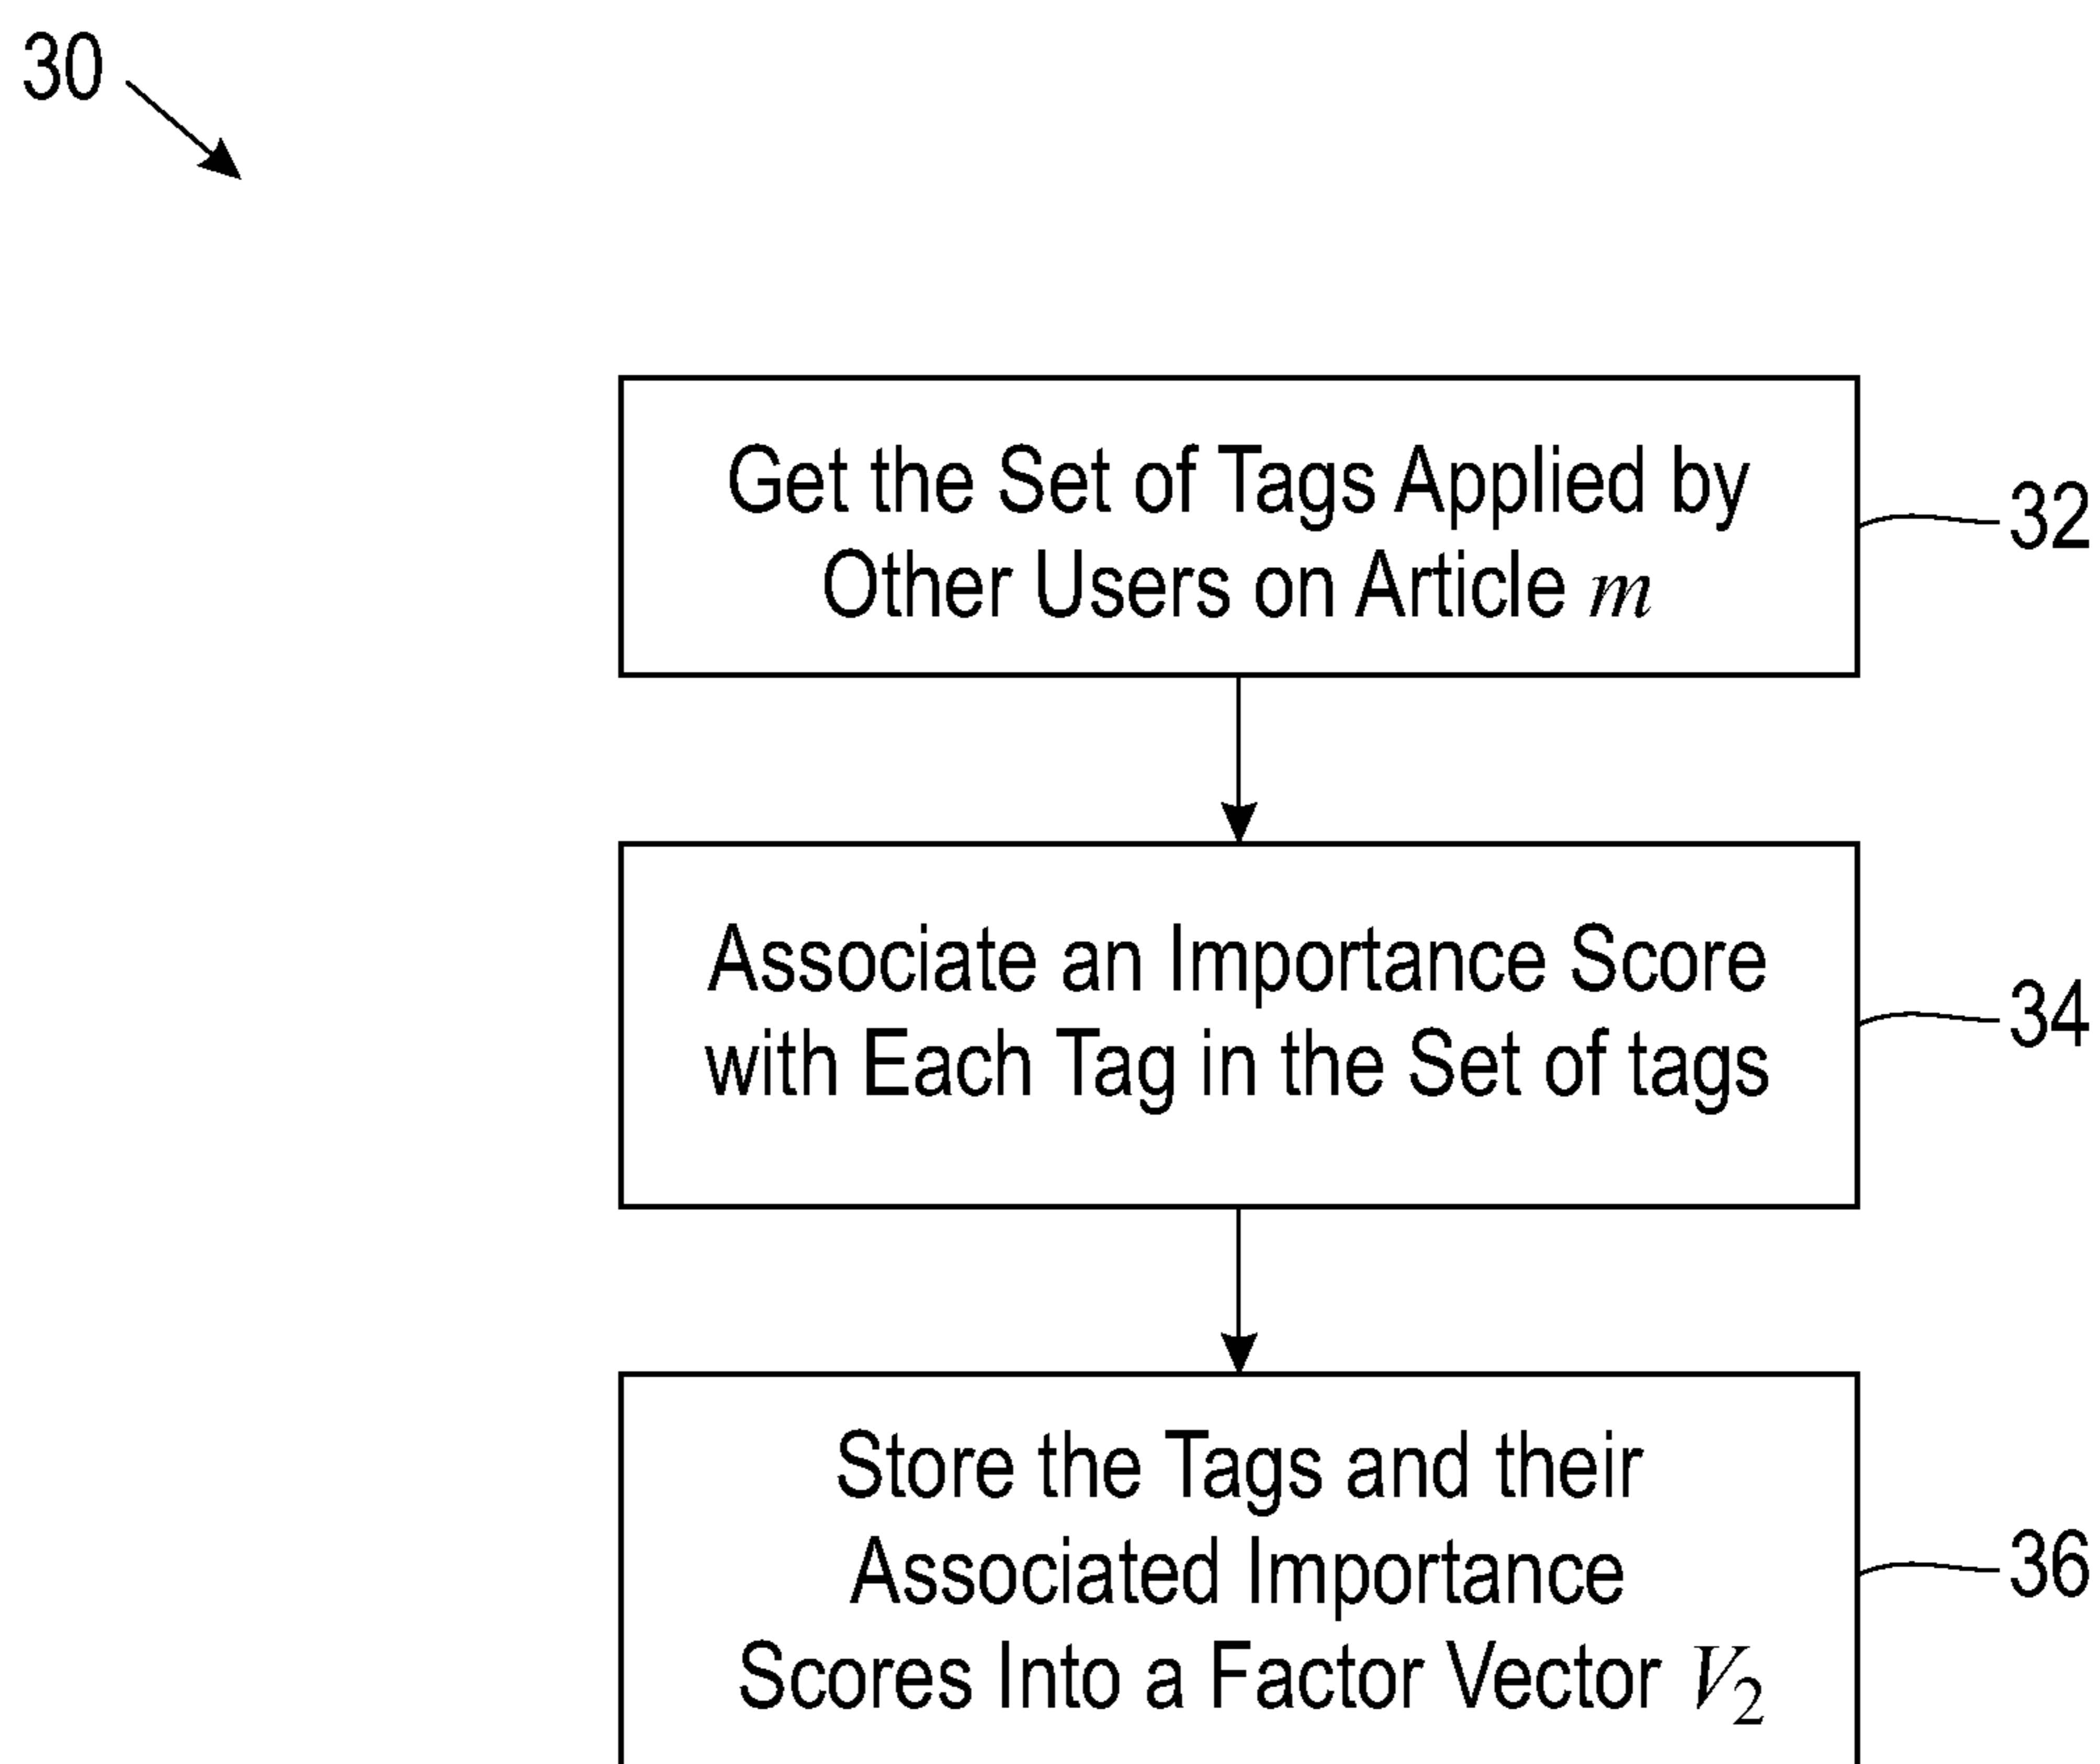 30
Get the Set of Tags Applied by
Other Users on Article m
32
Associate an Importance Score
with Each Tag in the Set of tags
34
Store the Tags and their
Associated Importance
Scores Into a Factor Vector V₂
36